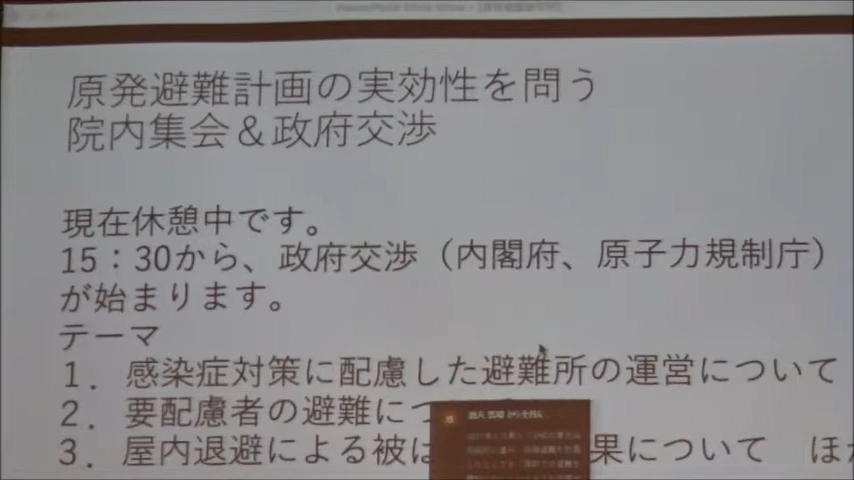 原発避難計画の実効性を問う
院内集会＆政府交渉
現在休憩中です。
15：30から、政府交渉（内閣府、原子力規制庁）
が始まります。
テーマ
1．感染症対策に配慮した避難所の運営について
2．要配慮者の避難につ
3．屋内退避による被ば 果について ほか